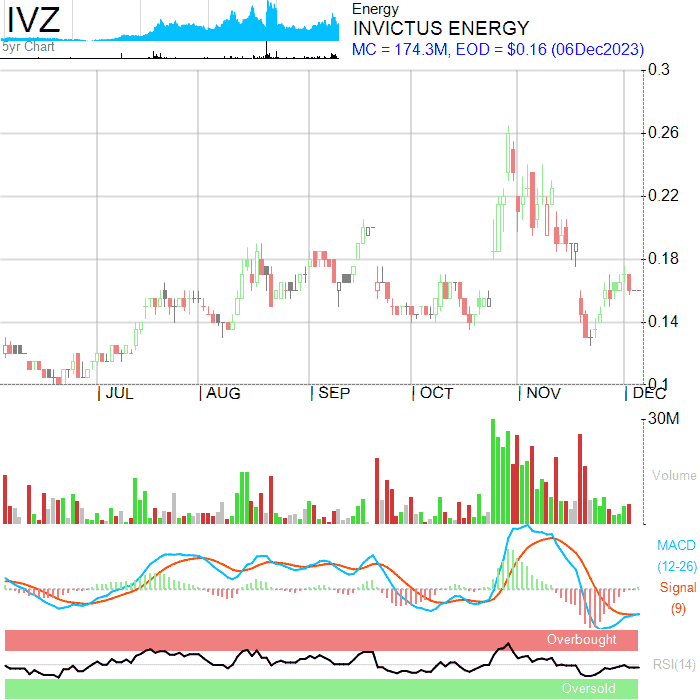 IVZ
5yr Chart
Energy
INVICTUS ENERGY
MC = 174.3M, EOD = $0.16 (06Dec2023)
0.3
0.26
0.22
0.18
0.14
0.1
JUL AUG SEP OCT NOV DEC
30M
Volume
MACD
(12-26)
Signal
(9)
Overbought
RSI(14)
Oversold